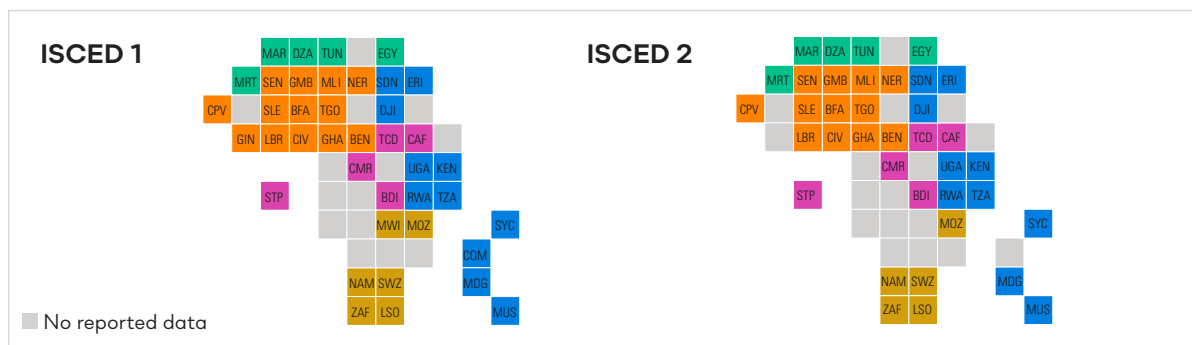 ISCED 1
MAR DZA TUN EGY
MRT SEN GMB MLI NER SDN ERI
CPV SLE BFA TGO DJI
GIN LBR CIV GHA BEN TCD CAF
CMR UGA KEN
STP BDI RWA TZA
MWI MOZ SYC
COM
NAM SWZ MDG
ZAF LSO MUS
No reported data
ISCED 2
MAR DZA TUN EGY
MRT SEN GMB MLI NER SDN ERI
CPV SLE BFA TGO DJI
LBR CIV GHA BEN TCD CAF
CMR UGA KEN
STP BDI RWA TZA
MOZ SYC
NAM SWZ MDG
ZAF LSO MUS